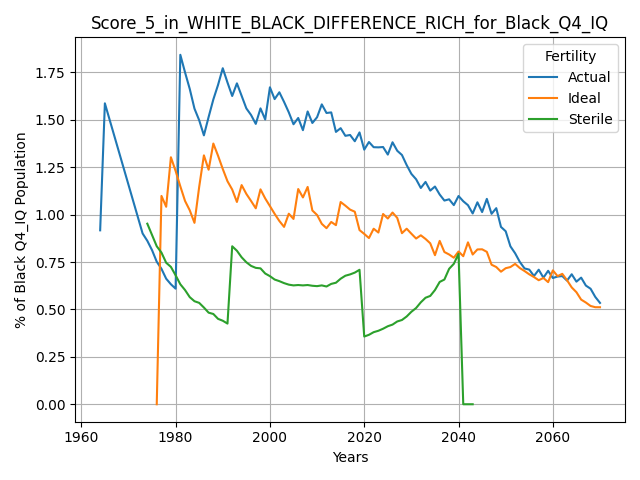 Score_5_in_WHITE_BLACK_DIFFERENCE_RICH_for_Black_Q4_IQ
Fertility
Actual
Ideal
Sterile
% of Black Q4_IQ Population
1.75
1.50
1.25
1.00
0.75
0.50
0.25
0.00
1960 1980 2000 2020 2040 2060
Years